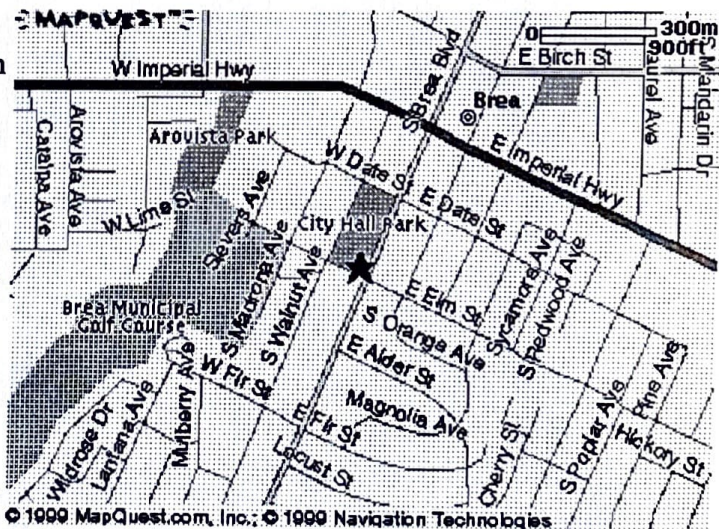 MAPQUEST
0 300m
900ft
W Imperial Hwy
S Brea Blvd
E Birch St
Laurel Ave
S Mandarin Dr
Brea
Catalpa Ave
Arovista Ave
Arovista Park
W Date St
E Imperial Hwy
W Lime St
Sievers Ave
City Hall Park
E Date St
S Madrona Ave
S Walnut Ave
Sycamore Ave
S Redwood Ave
E Elm St
Brea Municipal
Golf Course
S Orange Ave
E Alder St
W Fir St
Magnolia Ave
E Fir St
Locust St
Wildrose Dr
Lantana Ave
Mulberry Ave
Cherry St
S Poplar Ave
Pine Ave
Hickory St
© 1999 MapQuest.com, Inc.; © 1999 Navigation Technologies